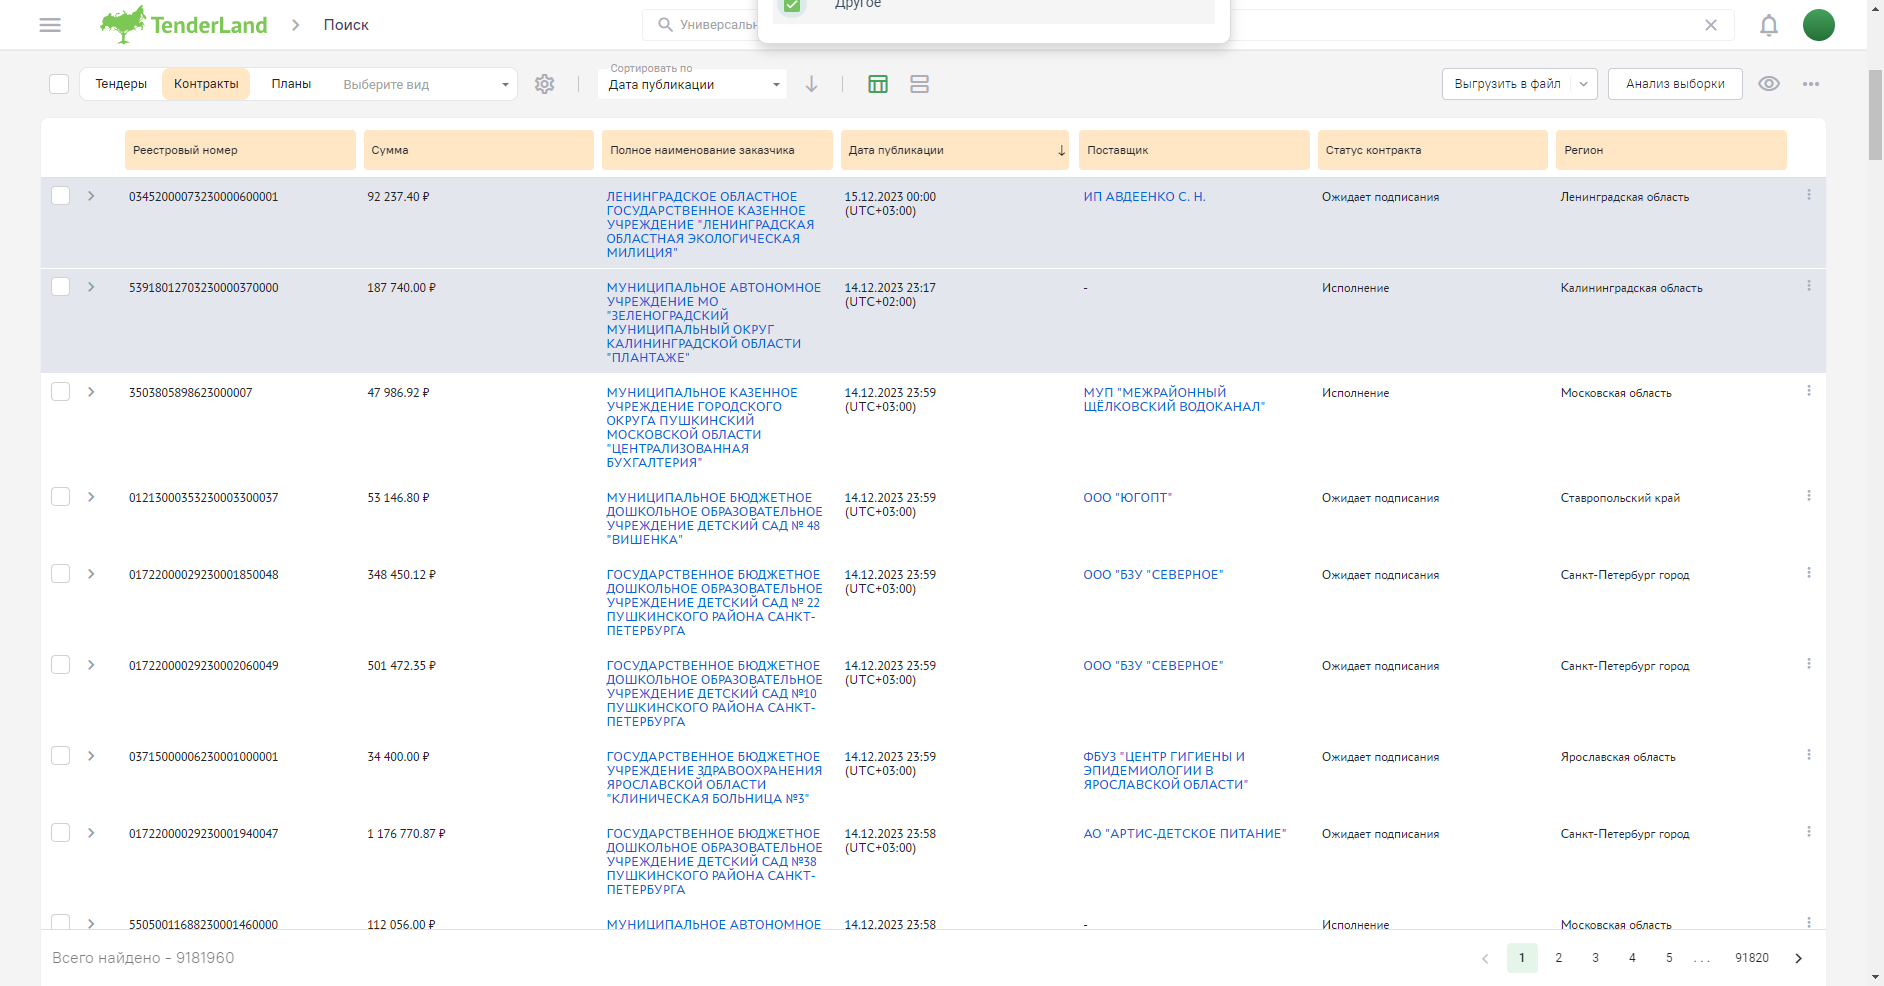 Другое
TenderLand
Поиск
Универсальн
Тендеры
Контракты
Планы
Выберите вид
Сортировать по
Дата публикации
Выгрузить в файл
Анализ выборки
Реестровый номер
Сумма
Полное наименование заказчика
Дата публикации
Поставщик
Статус контракта
Регион
03452000073230000600001
92 237.40 ₽
ЛЕНИНГРАДСКОЕ ОБЛАСТНОЕ
ГОСУДАРСТВЕННОЕ КАЗЕННОЕ
УЧРЕЖДЕНИЕ "ЛЕНИНГРАДСКАЯ
ОБЛАСТНАЯ ЭКОЛОГИЧЕСКАЯ
МИЛИЦИЯ"
15.12.2023 00:00
(UTC+03:00)
ИП АВДЕЕНКО С. Н.
Ожидает подписания
Ленинградская область
53918012703230000370000
187 740.00 ₽
МУНИЦИПАЛЬНОЕ АВТОНОМНОЕ
УЧРЕЖДЕНИЕ МО
"ЗЕЛЕНОГРАДСКИЙ
МУНИЦИПАЛЬНЫЙ ОКРУГ
КАЛИНИНГРАДСКОЙ ОБЛАСТИ
"ПЛАНТАЖЕ"
14.12.2023 23:17
(UTC+02:00)
-
Исполнение
Калининградская область
3503805898623000007
47 986.92 ₽
МУНИЦИПАЛЬНОЕ КАЗЕННОЕ
УЧРЕЖДЕНИЕ ГОРОДСКОГО
ОКРУГА ПУШКИНСКИЙ
МОСКОВСКОЙ ОБЛАСТИ
"ЦЕНТРАЛИЗОВАННАЯ
БУХГАЛТЕРИЯ"
14.12.2023 23:59
(UTC+03:00)
МУП "МЕЖРАЙОННЫЙ
ЩЁЛКОВСКИЙ ВОДОКАНАЛ"
Исполнение
Московская область
01213000353230003300037
53 146.80 ₽
МУНИЦИПАЛЬНОЕ БЮДЖЕТНОЕ
ДОШКОЛЬНОЕ ОБРАЗОВАТЕЛЬНОЕ
УЧРЕЖДЕНИЕ ДЕТСКИЙ САД № 48
"ВИШЕНКА"
14.12.2023 23:59
(UTC+03:00)
ООО "ЮГОПТ"
Ожидает подписания
Ставропольский край
01722000029230001850048
348 450.12 ₽
ГОСУДАРСТВЕННОЕ БЮДЖЕТНОЕ
ДОШКОЛЬНОЕ ОБРАЗОВАТЕЛЬНОЕ
УЧРЕЖДЕНИЕ ДЕТСКИЙ САД № 22
ПУШКИНСКОГО РАЙОНА САНКТ-
ПЕТЕРБУРГА
14.12.2023 23:59
(UTC+03:00)
ООО "БЗУ "СЕВЕРНОЕ"
Ожидает подписания
Санкт-Петербург город
01722000029230002060049
501 472.35 ₽
ГОСУДАРСТВЕННОЕ БЮДЖЕТНОЕ
ДОШКОЛЬНОЕ ОБРАЗОВАТЕЛЬНОЕ
УЧРЕЖДЕНИЕ ДЕТСКИЙ САД №10
ПУШКИНСКОГО РАЙОНА САНКТ-
ПЕТЕРБУРГА
14.12.2023 23:59
(UTC+03:00)
ООО "БЗУ "СЕВЕРНОЕ"
Ожидает подписания
Санкт-Петербург город
03715000006230001000001
34 400.00 ₽
ГОСУДАРСТВЕННОЕ БЮДЖЕТНОЕ
УЧРЕЖДЕНИЕ ЗДРАВООХРАНЕНИЯ
ЯРОСЛАВСКОЙ ОБЛАСТИ
"КЛИНИЧЕСКАЯ БОЛЬНИЦА №3"
14.12.2023 23:59
(UTC+03:00)
ФБУЗ "ЦЕНТР ГИГИЕНЫ И
ЭПИДЕМИОЛОГИИ В
ЯРОСЛАВСКОЙ ОБЛАСТИ"
Ожидает подписания
Ярославская область
01722000029230001940047
1 176 770.87 ₽
ГОСУДАРСТВЕННОЕ БЮДЖЕТНОЕ
ДОШКОЛЬНОЕ ОБРАЗОВАТЕЛЬНОЕ
УЧРЕЖДЕНИЕ ДЕТСКИЙ САД №38
ПУШКИНСКОГО РАЙОНА САНКТ-
ПЕТЕРБУРГА
14.12.2023 23:58
(UTC+03:00)
АО "АРТИС-ДЕТСКОЕ ПИТАНИЕ"
Ожидает подписания
Санкт-Петербург город
55050011688230001460000
112 056.00 ₽
МУНИЦИПАЛЬНОЕ АВТОНОМНОЕ
14.12.2023 23:58
-
Исполнение
Московская область
Всего найдено - 9181960
1 2 3 4 5 ... 91820